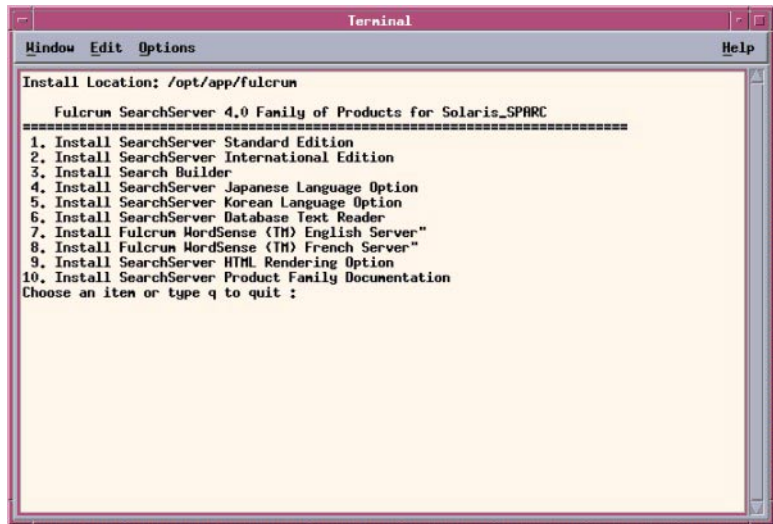 Terminal
Window Edit Options Help
Install Location: /opt/app/fulcrum
Fulcrum SearchServer 4.0 Family of Products for Solaris_SPARC
==============================================================================
1. Install SearchServer Standard Edition
2. Install SearchServer International Edition
3. Install Search Builder
4. Install SearchServer Japanese Language Option
5. Install SearchServer Korean Language Option
6. Install SearchServer Database Text Reader
7. Install Fulcrum WordSense (TM) English Server"
8. Install Fulcrum WordSense (TM) French Server"
9. Install SearchServer HTML Rendering Option
10. Install SearchServer Product Family Documentation
Choose an item or type q to quit :